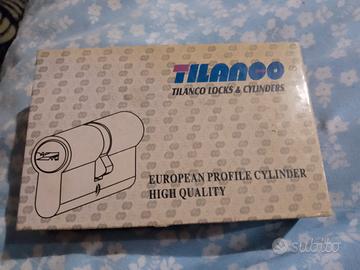 TILANCO
TILANCO LOCKS & CYLINDERS
EUROPEAN PROFILE CYLINDER
HIGH QUALITY
subito